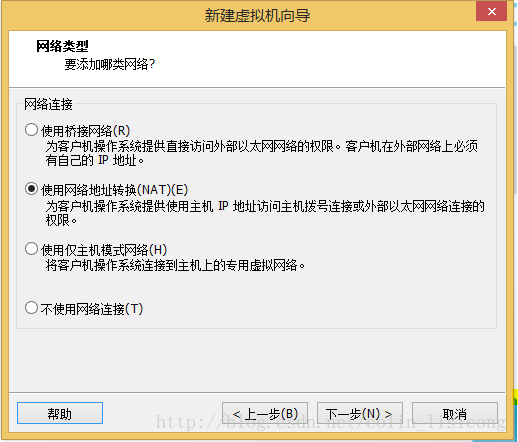 新建虚拟机向导
网络类型
要添加哪类网络?
网络连接
使用桥接网络(R)
为客户机操作系统提供直接访问外部以太网网络的权限。客户机在外部网络上必须
有自己的 IP 地址。
使用网络地址转换(NAT)(E)
为客户机操作系统提供使用主机 IP 地址访问主机拨号连接或外部以太网网络连接的
权限。
使用仅主机模式网络(H)
将客户机操作系统连接到主机上的专用虚拟网络。
不使用网络连接(T)
帮助
< 上一步(B)
下一步(N) >
取消
http://blog.csdn.net/colin_lisicong